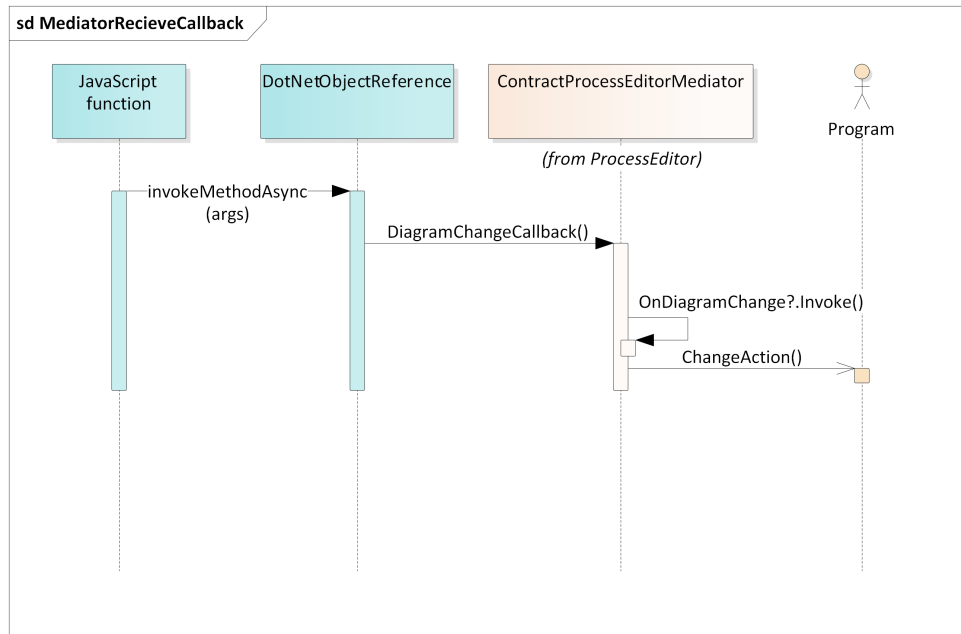 sd MediatorRecieveCallback
JavaScript
function
DotNetObjectReference
ContractProcessEditorMediator
Program
(from ProcessEditor)
invokeMethodAsync
(args)
DiagramChangeCallback()
OnDiagramChange?.Invoke()
ChangeAction()